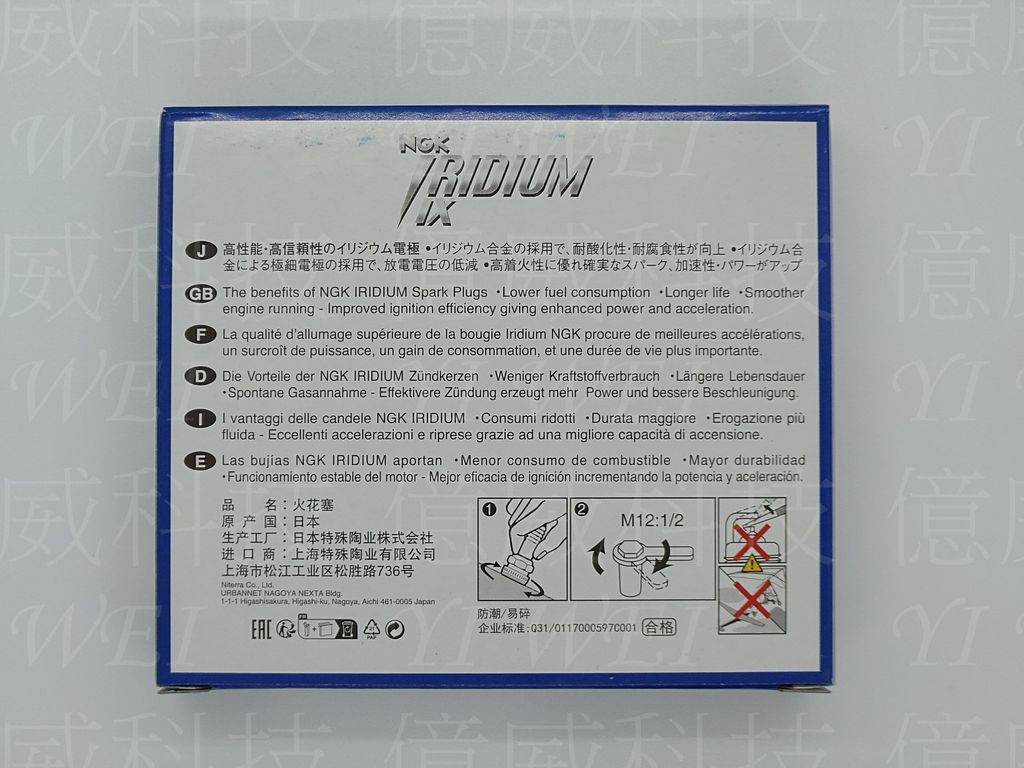 NGK
IRIDIUM
IX
J 高性能・高信頼性のイリジウム電極 •イリジウム合金の採用で、耐酸化性・耐腐食性が向上 •イリジウム合
金による極細電極の採用で、放電電圧の低減 •高着火性に優れ確実なスパーク、加速性・パワーがアップ
GB The benefits of NGK IRIDIUM Spark Plugs •Lower fuel consumption •Longer life •Smoother
engine running - Improved ignition efficiency giving enhanced power and acceleration.
F La qualité d'allumage supérieure de la bougie Iridium NGK procure de meilleures accélérations,
un surcroît de puissance, un gain de consommation, et une durée de vie plus importante.
D Die Vorteile der NGK IRIDIUM Zündkerzen •Weniger Kraftstoffverbrauch •Längere Lebensdauer
•Spontane Gasannahme - Effektivere Zündung erzeugt mehr Power und bessere Beschleunigung.
I I vantaggi delle candele NGK IRIDIUM •Consumi ridotti •Durata maggiore •Erogazione più
fluida - Eccellenti accelerazioni e riprese grazie ad una migliore capacità di accensione.
E Las bujías NGK IRIDIUM aportan •Menor consumo de combustible •Mayor durabilidad
•Funcionamiento estable del motor - Mejor eficacia de ignición incrementando la potencia y aceleración.
品 名：火花塞
原 产 国：日本
生产工厂：日本特殊陶业株式会社
进 口 商：上海特殊陶业有限公司
上海市松江工业区松胜路736号
Niterra Co., Ltd.
URBANNET NAGOYA NEXTA Bldg.
1-1-1 Higashisakura, Higashi-ku, Nagoya, Aichi 461-0005 Japan
EAC FR 21 PAP
1 2 M12:1/2
防潮/易碎
企业标准:Q31/0117000597C001 合格
億威科技
YI WEI